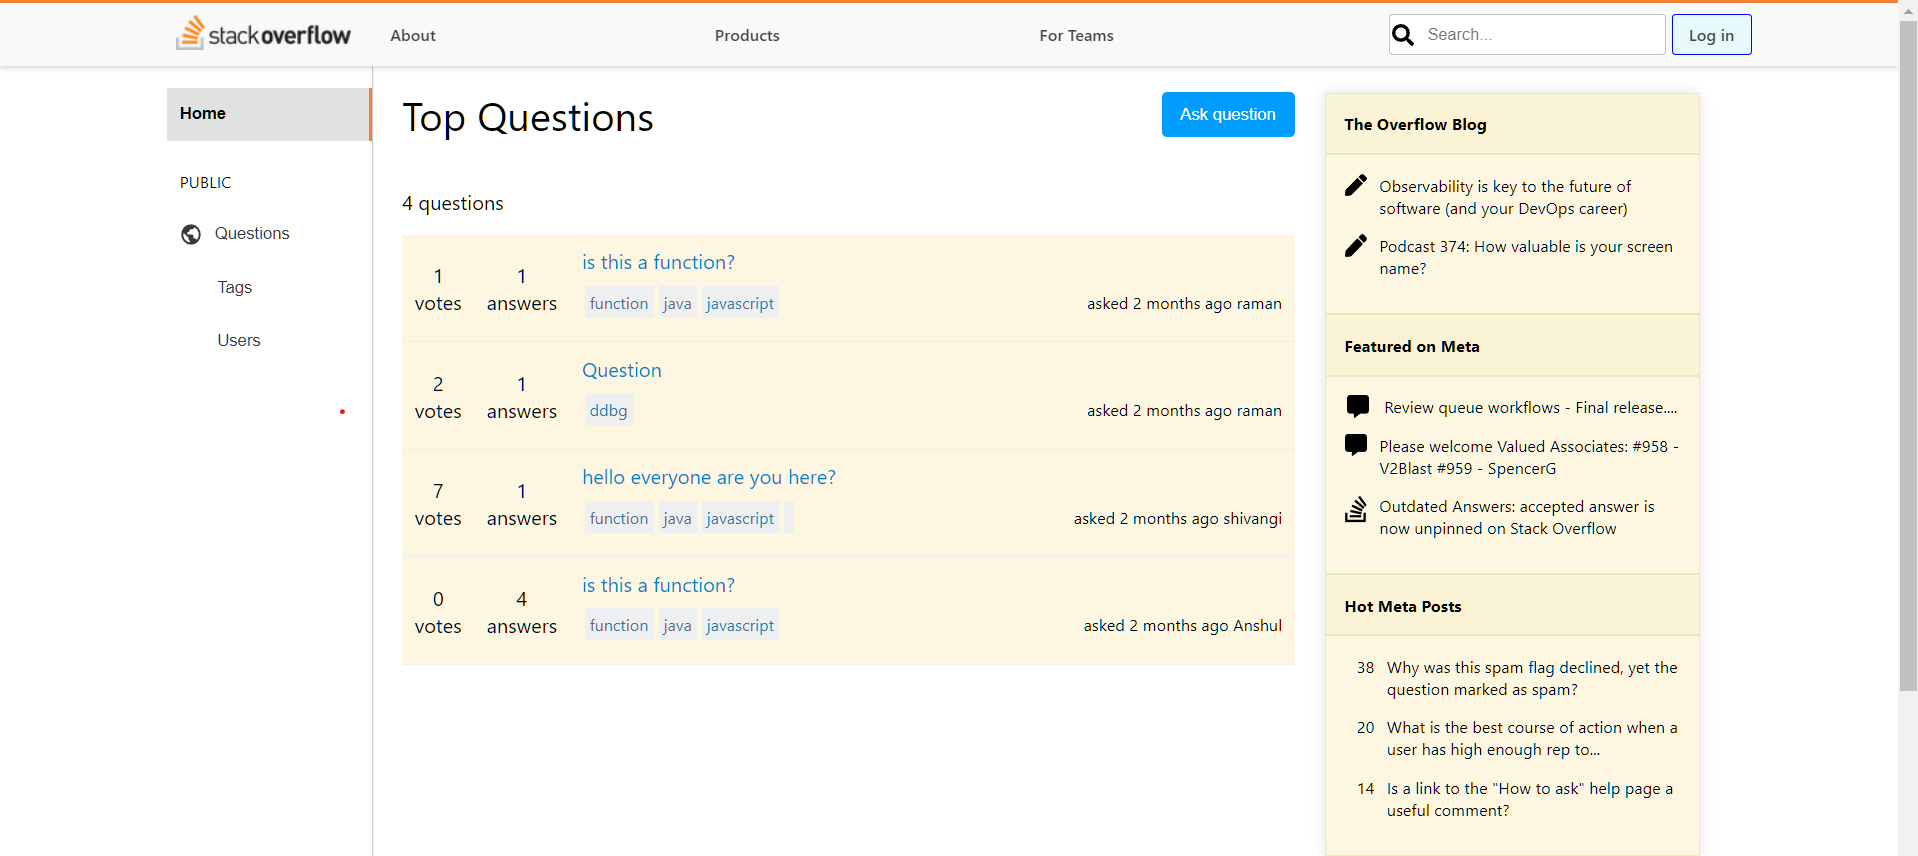 stackoverflow
About
Products
For Teams
Search...
Log in
Home
PUBLIC
Questions
Tags
Users
Top Questions
Ask question
4 questions
1 votes
1 answers
is this a function?
function java javascript
asked 2 months ago raman
2 votes
1 answers
Question
ddbg
asked 2 months ago raman
7 votes
1 answers
hello everyone are you here?
function java javascript
asked 2 months ago shivangi
0 votes
4 answers
is this a function?
function java javascript
asked 2 months ago Anshul
The Overflow Blog
Observability is key to the future of
software (and your DevOps career)
Podcast 374: How valuable is your screen
name?
Featured on Meta
Review queue workflows - Final release....
Please welcome Valued Associates: #958 -
V2Blast #959 - SpencerG
Outdated Answers: accepted answer is
now unpinned on Stack Overflow
Hot Meta Posts
38 Why was this spam flag declined, yet the
question marked as spam?
20 What is the best course of action when a
user has high enough rep to...
14 Is a link to the "How to ask" help page a
useful comment?